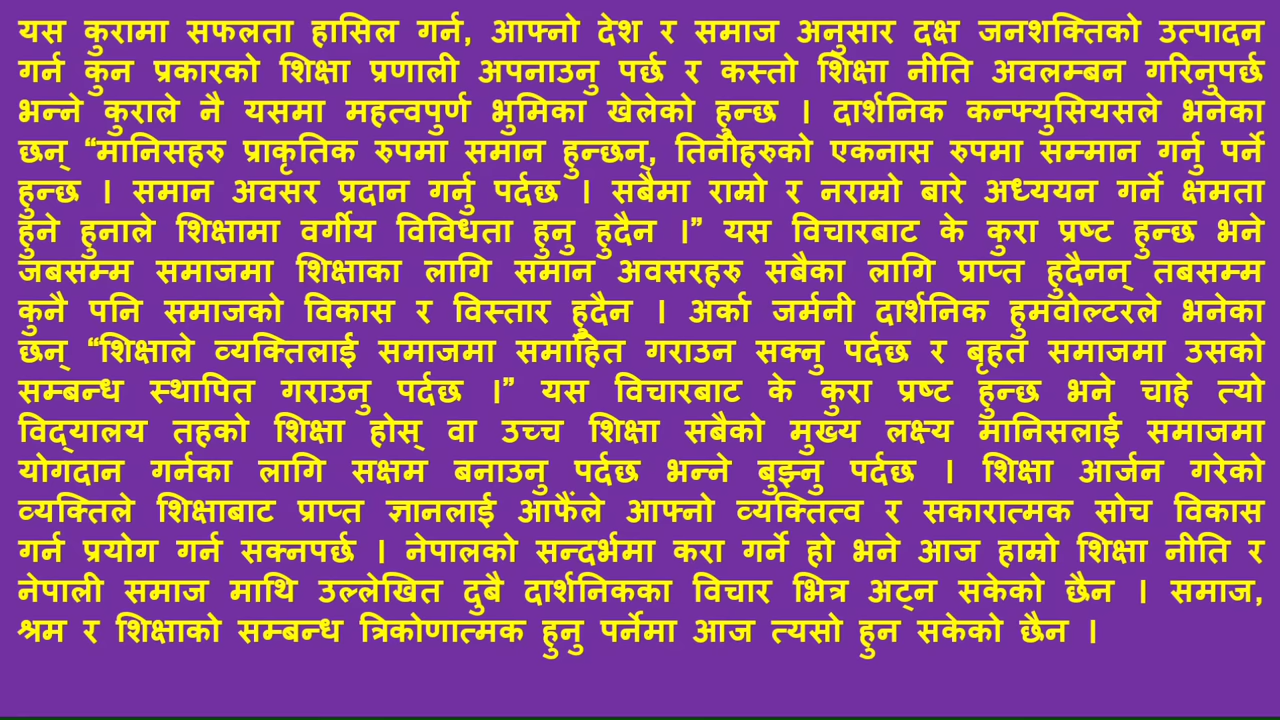 यस कुरामा सफलता हासिल गर्न, आफ्नो देश र समाज अनुसार दक्ष जनशक्तिको उत्पादन
गर्न कुन प्रकारको शिक्षा प्रणाली अपनाउनु पर्छ र कस्तो शिक्षा नीति अवलम्बन गरिनुपर्छ
भन्ने कुराले नै यसमा महत्वपुर्ण भुमिका खेलेको हुन्छ । दार्शनिक कन्फ्युसियसले भनेका
छन् “मानिसहरु प्राकृतिक रुपमा समान हुन्छन्, तिनीहरुको एकनास रुपमा सम्मान गर्नु पर्ने
हुन्छ । समान अवसर प्रदान गर्नु पर्दछ । सबैमा राम्रो र नराम्रो बारे अध्ययन गर्ने क्षमता
हुने हुनाले शिक्षामा वर्गीय विविधता हुनु हुदैन ।” यस विचारबाट के कुरा प्रष्ट हुन्छ भने
जबसम्म समाजमा शिक्षाका लागि समान अवसरहरु सबैका लागि प्राप्त हुदैनन् तबसम्म
कुनै पनि समाजको विकास र विस्तार हुदैन । अर्का जर्मनी दार्शनिक हुमवोल्टरले भनेका
छन् “शिक्षाले व्यक्तिलाई समाजमा समाहित गराउन सक्नु पर्दछ र बृहत समाजमा उसको
सम्बन्ध स्थापित गराउनु पर्दछ ।” यस विचारबाट के कुरा प्रष्ट हुन्छ भने चाहे त्यो
विद्यालय तहको शिक्षा होस् वा उच्च शिक्षा सबैको मुख्य लक्ष्य मानिसलाई समाजमा
योगदान गर्नका लागि सक्षम बनाउनु पर्दछ भन्ने बुझ्नु पर्दछ । शिक्षा आर्जन गरेको
व्यक्तिले शिक्षाबाट प्राप्त ज्ञानलाई आफैंले आफ्नो व्यक्तित्व र सकारात्मक सोच विकास
गर्न प्रयोग गर्न सक्नपर्छ । नेपालको सन्दर्भमा करा गर्ने हो भने आज हाम्रो शिक्षा नीति र
नेपाली समाज माथि उल्लेखित दुबै दार्शनिकका विचार भित्र अट्न सकेको छैन । समाज,
श्रम र शिक्षाको सम्बन्ध त्रिकोणात्मक हुनु पर्नेमा आज त्यसो हुन सकेको छैन ।